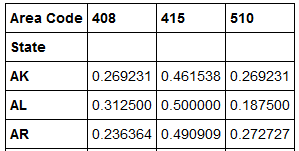 Area Code 408 415 510
State
AK 0.269231 0.461538 0.269231
AL 0.312500 0.500000 0.187500
AR 0.236364 0.490909 0.272727